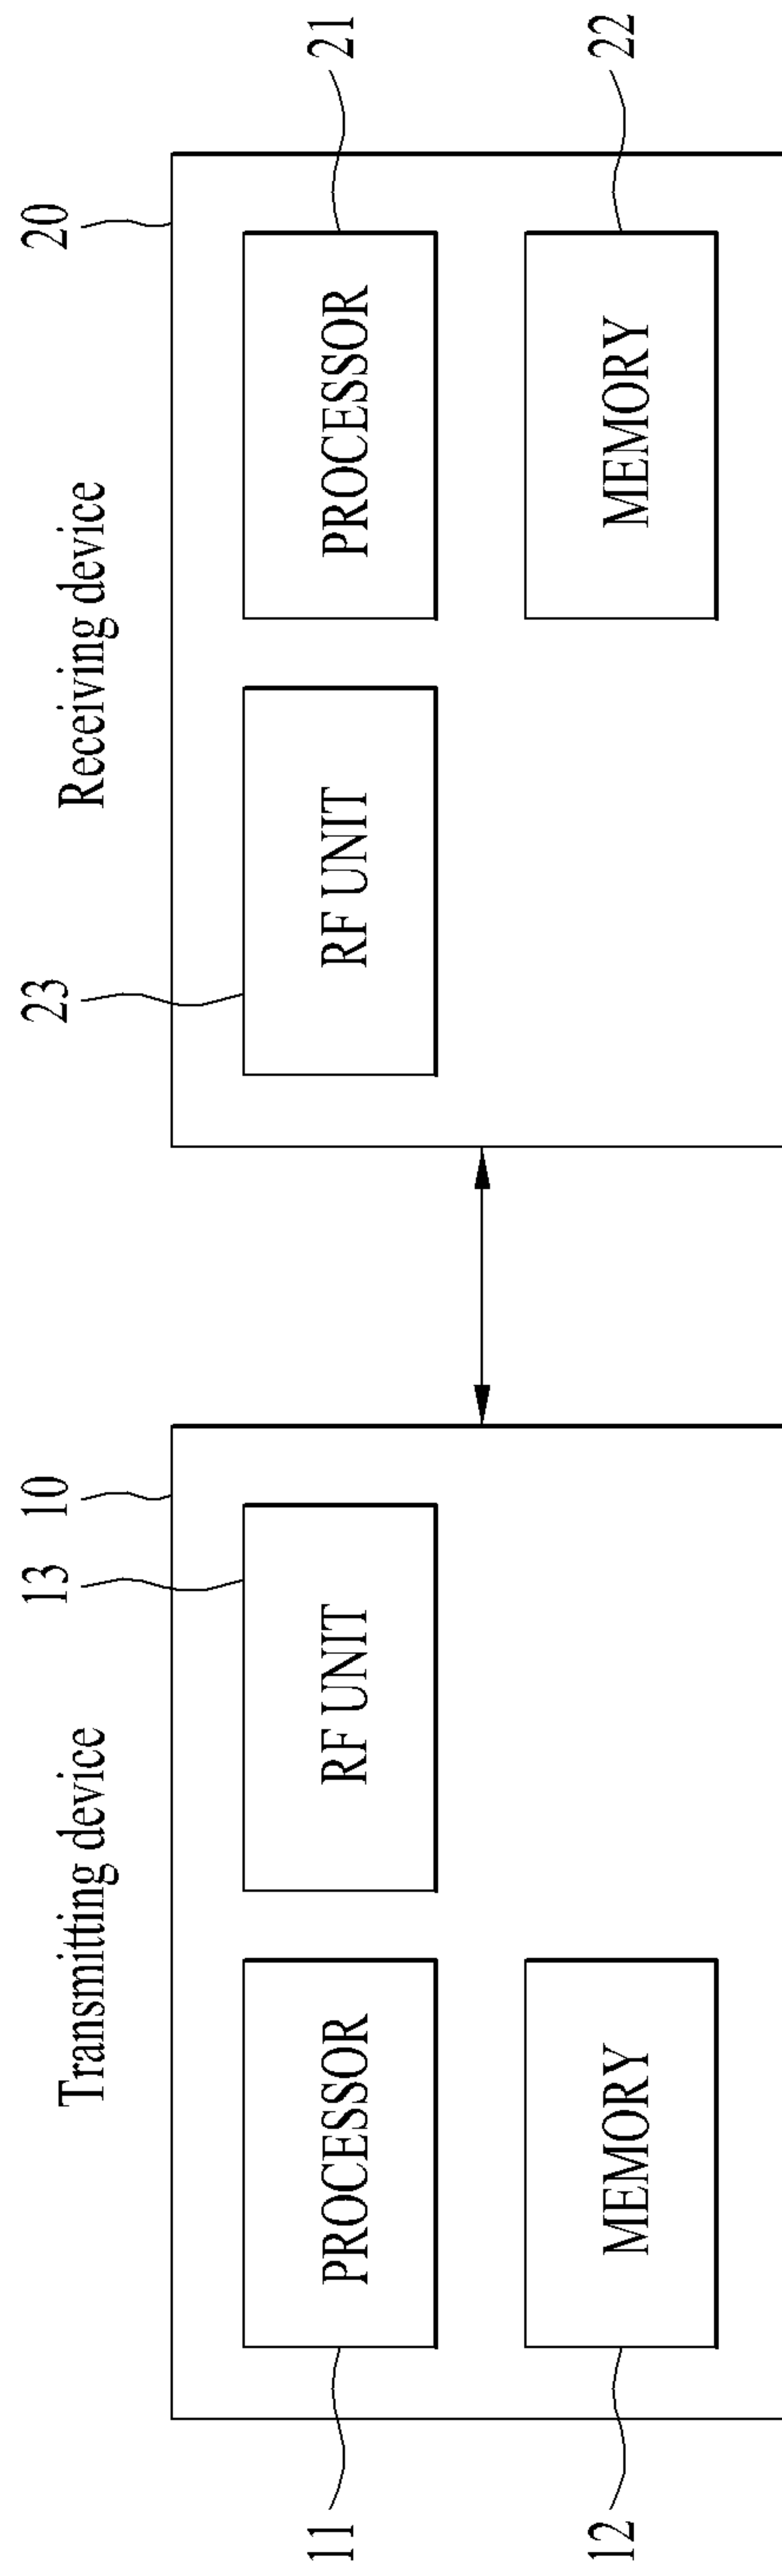 Transmitting device
Receiving device
13
10
23
20
11
PROCESSOR
RF UNIT
RF UNIT
PROCESSOR
21
12
MEMORY
MEMORY
22